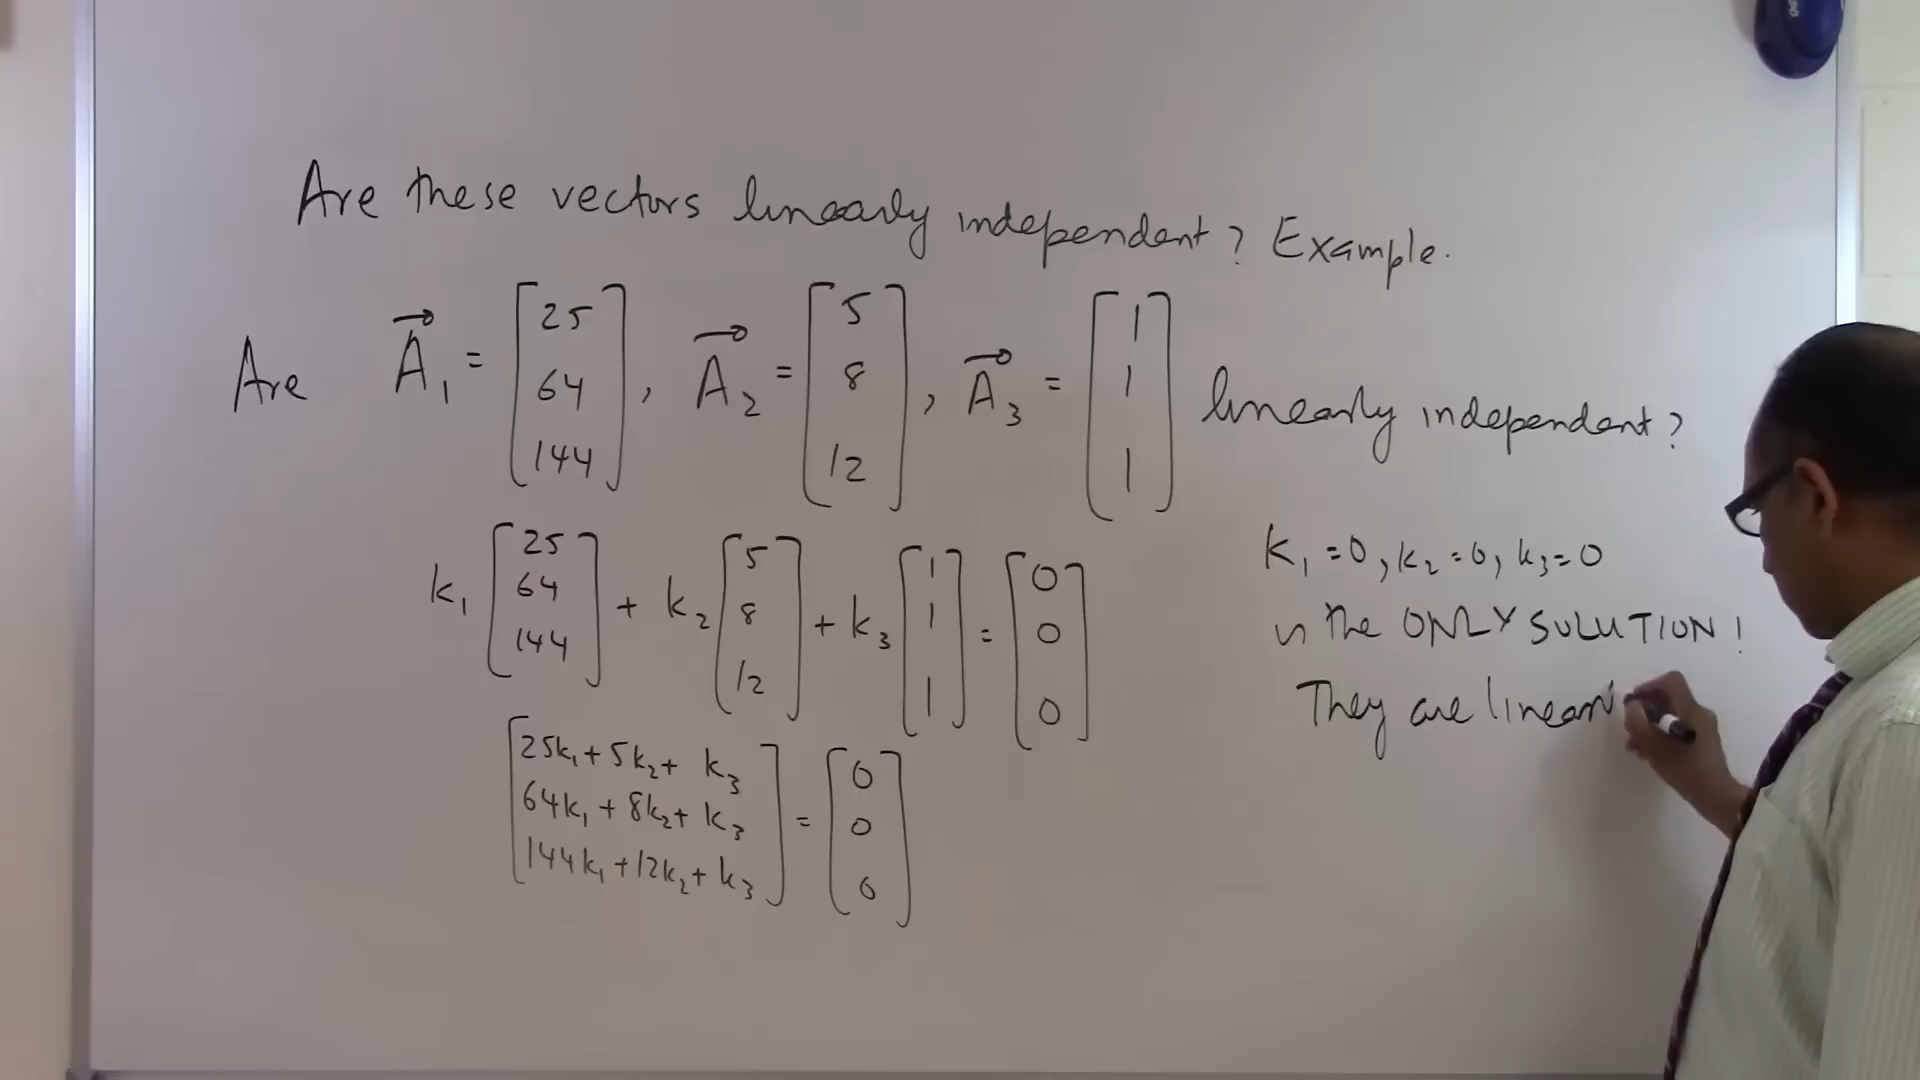 Are these vectors linearly independent? Example.
Are A₁ = [25 64 144], A₂ = [5 8 12], A₃ = [1 1 1] linearly independent?
k₁ [25 64 144] + k₂ [5 8 12] + k₃ [1 1 1] = [0 0 0]
[25k₁ + 5k₂ + k₃
64k₁ + 8k₂ + k₃
144k₁ + 12k₂ + k₃] = [0 0 0]
K₁ = 0, k₂ = 0, k₃ = 0
is the ONLY SOLUTION!
They are linearl